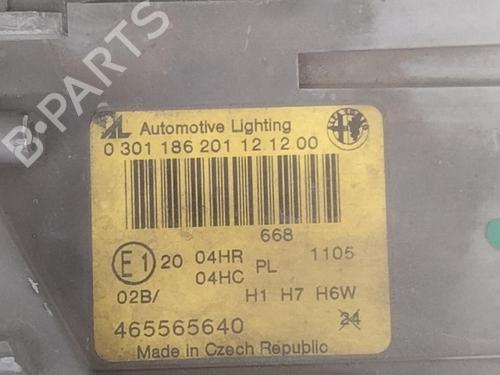 B-PARTS
AL Automotive Lighting
0 301 186 201 12 12.00
668
E1 20 04HR PL 1105
04HC
02B/ H1 H7 H6W
465565640 24
Made in Czech Republic